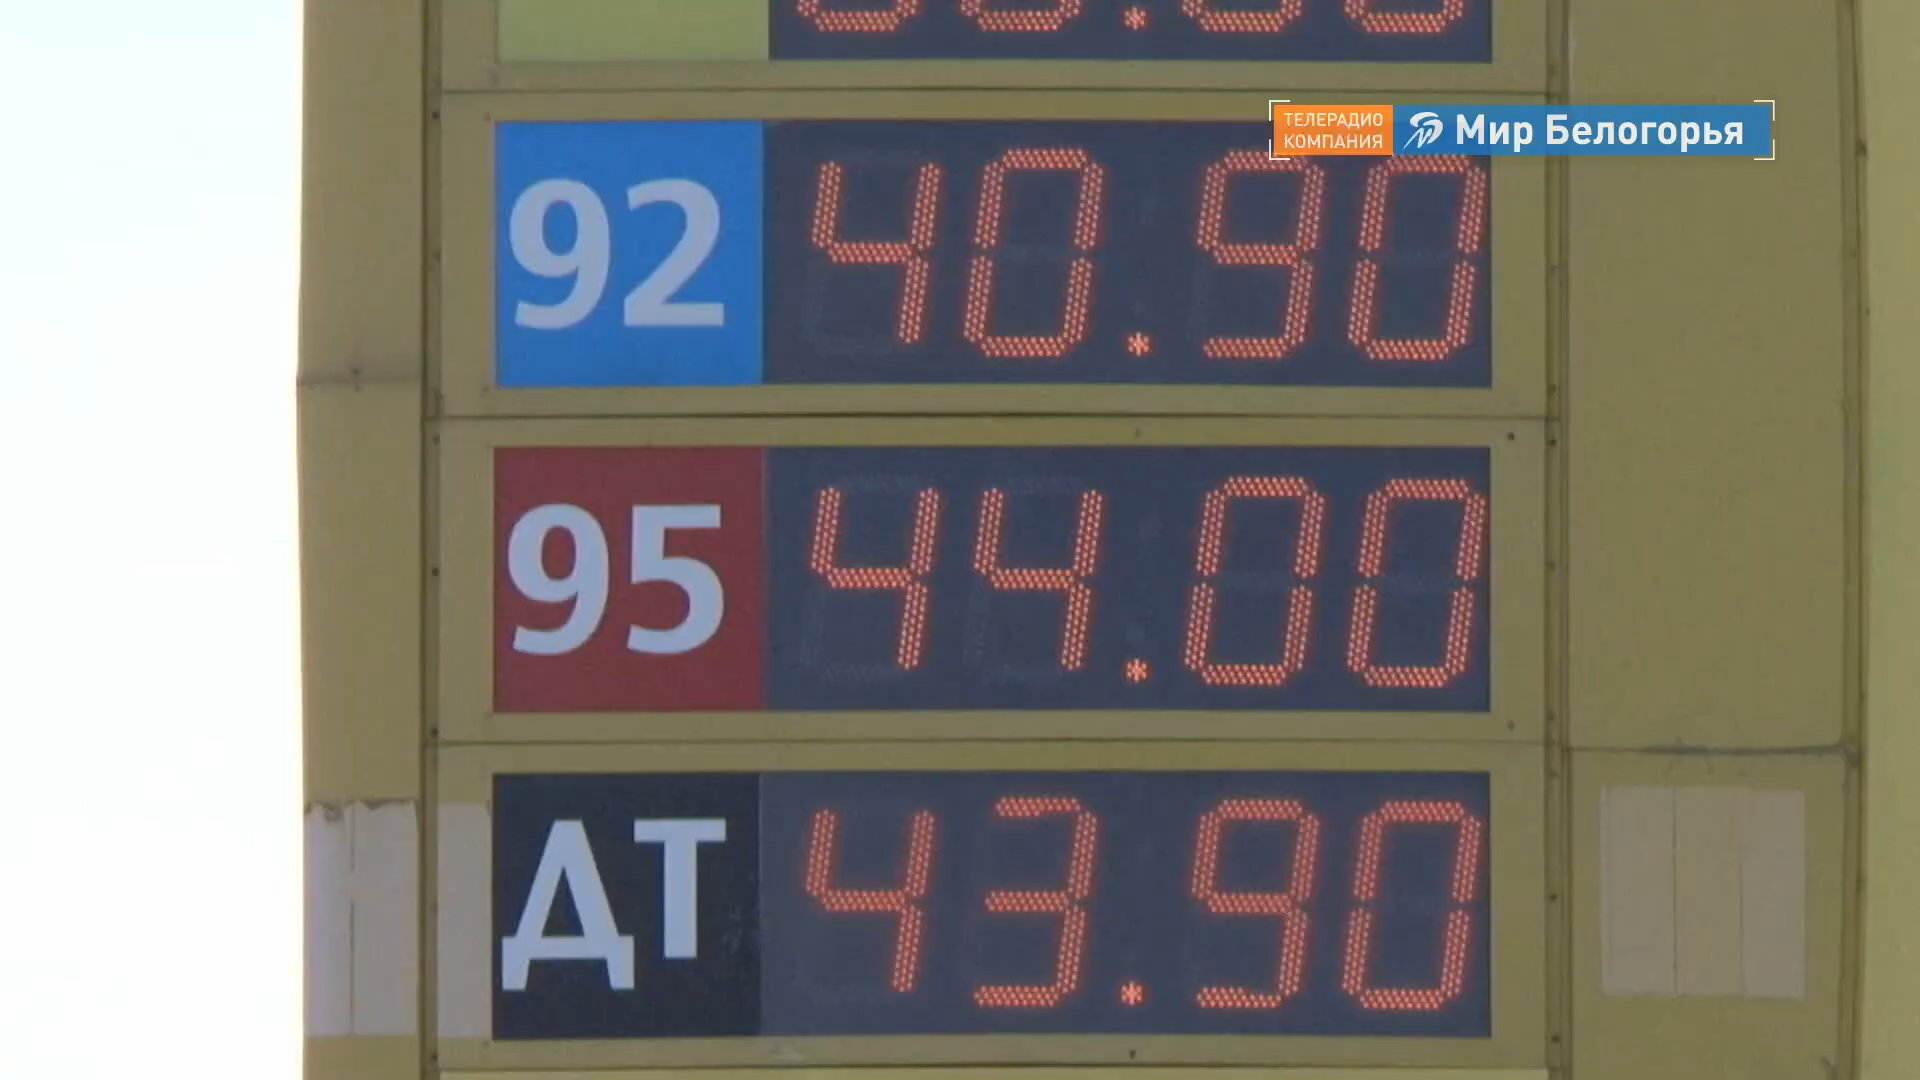 ТЕЛЕРАДИО
КОМПАНИЯ
Мир Белогорья
92 40.90
95 44.00
ДТ 43.90